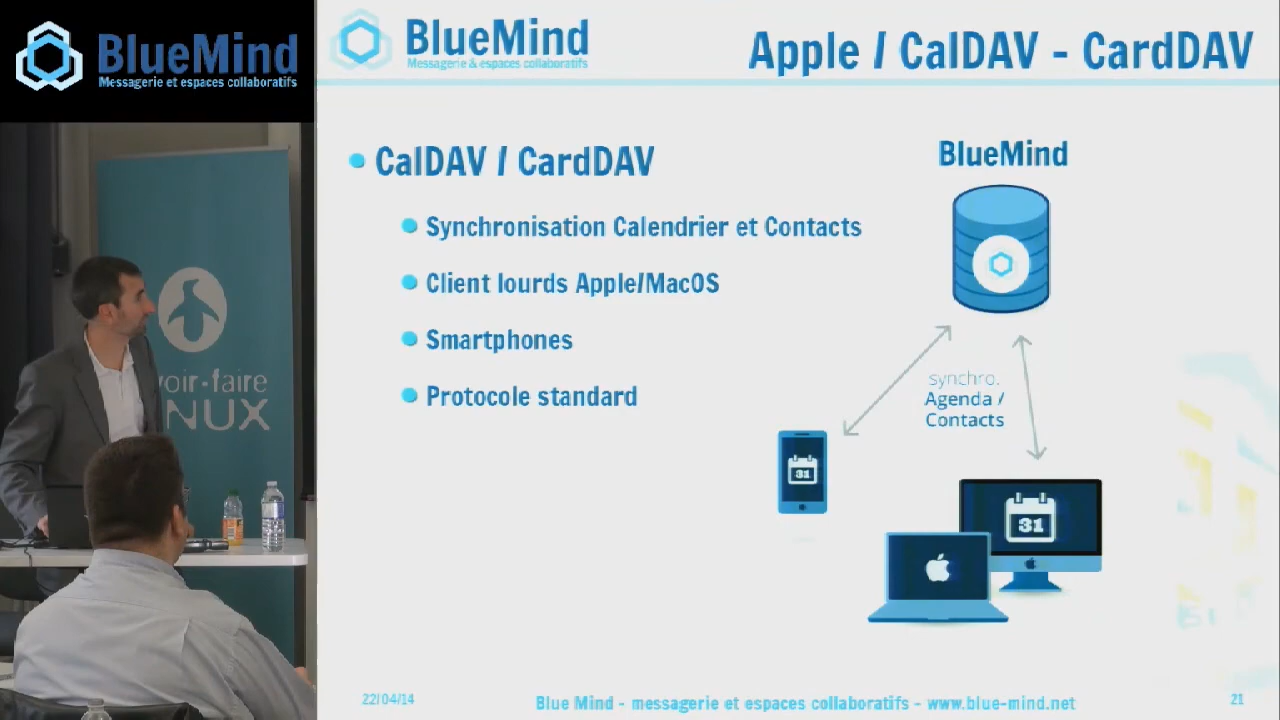 BlueMind
Messagerie et espaces collaboratifs
BlueMind
Messagerie & espaces collaboratifs
Apple / CalDAV - CardDAV
CalDAV / CardDAV
Synchronisation Calendrier et Contacts
Client lourds Apple/MacOS
Smartphones
Protocole standard
BlueMind
synchro.
Agenda /
Contacts
31
31
oir-faire
NUX
22/04/14
Blue Mind - messagerie et espaces collaboratifs - www.blue-mind.net
21